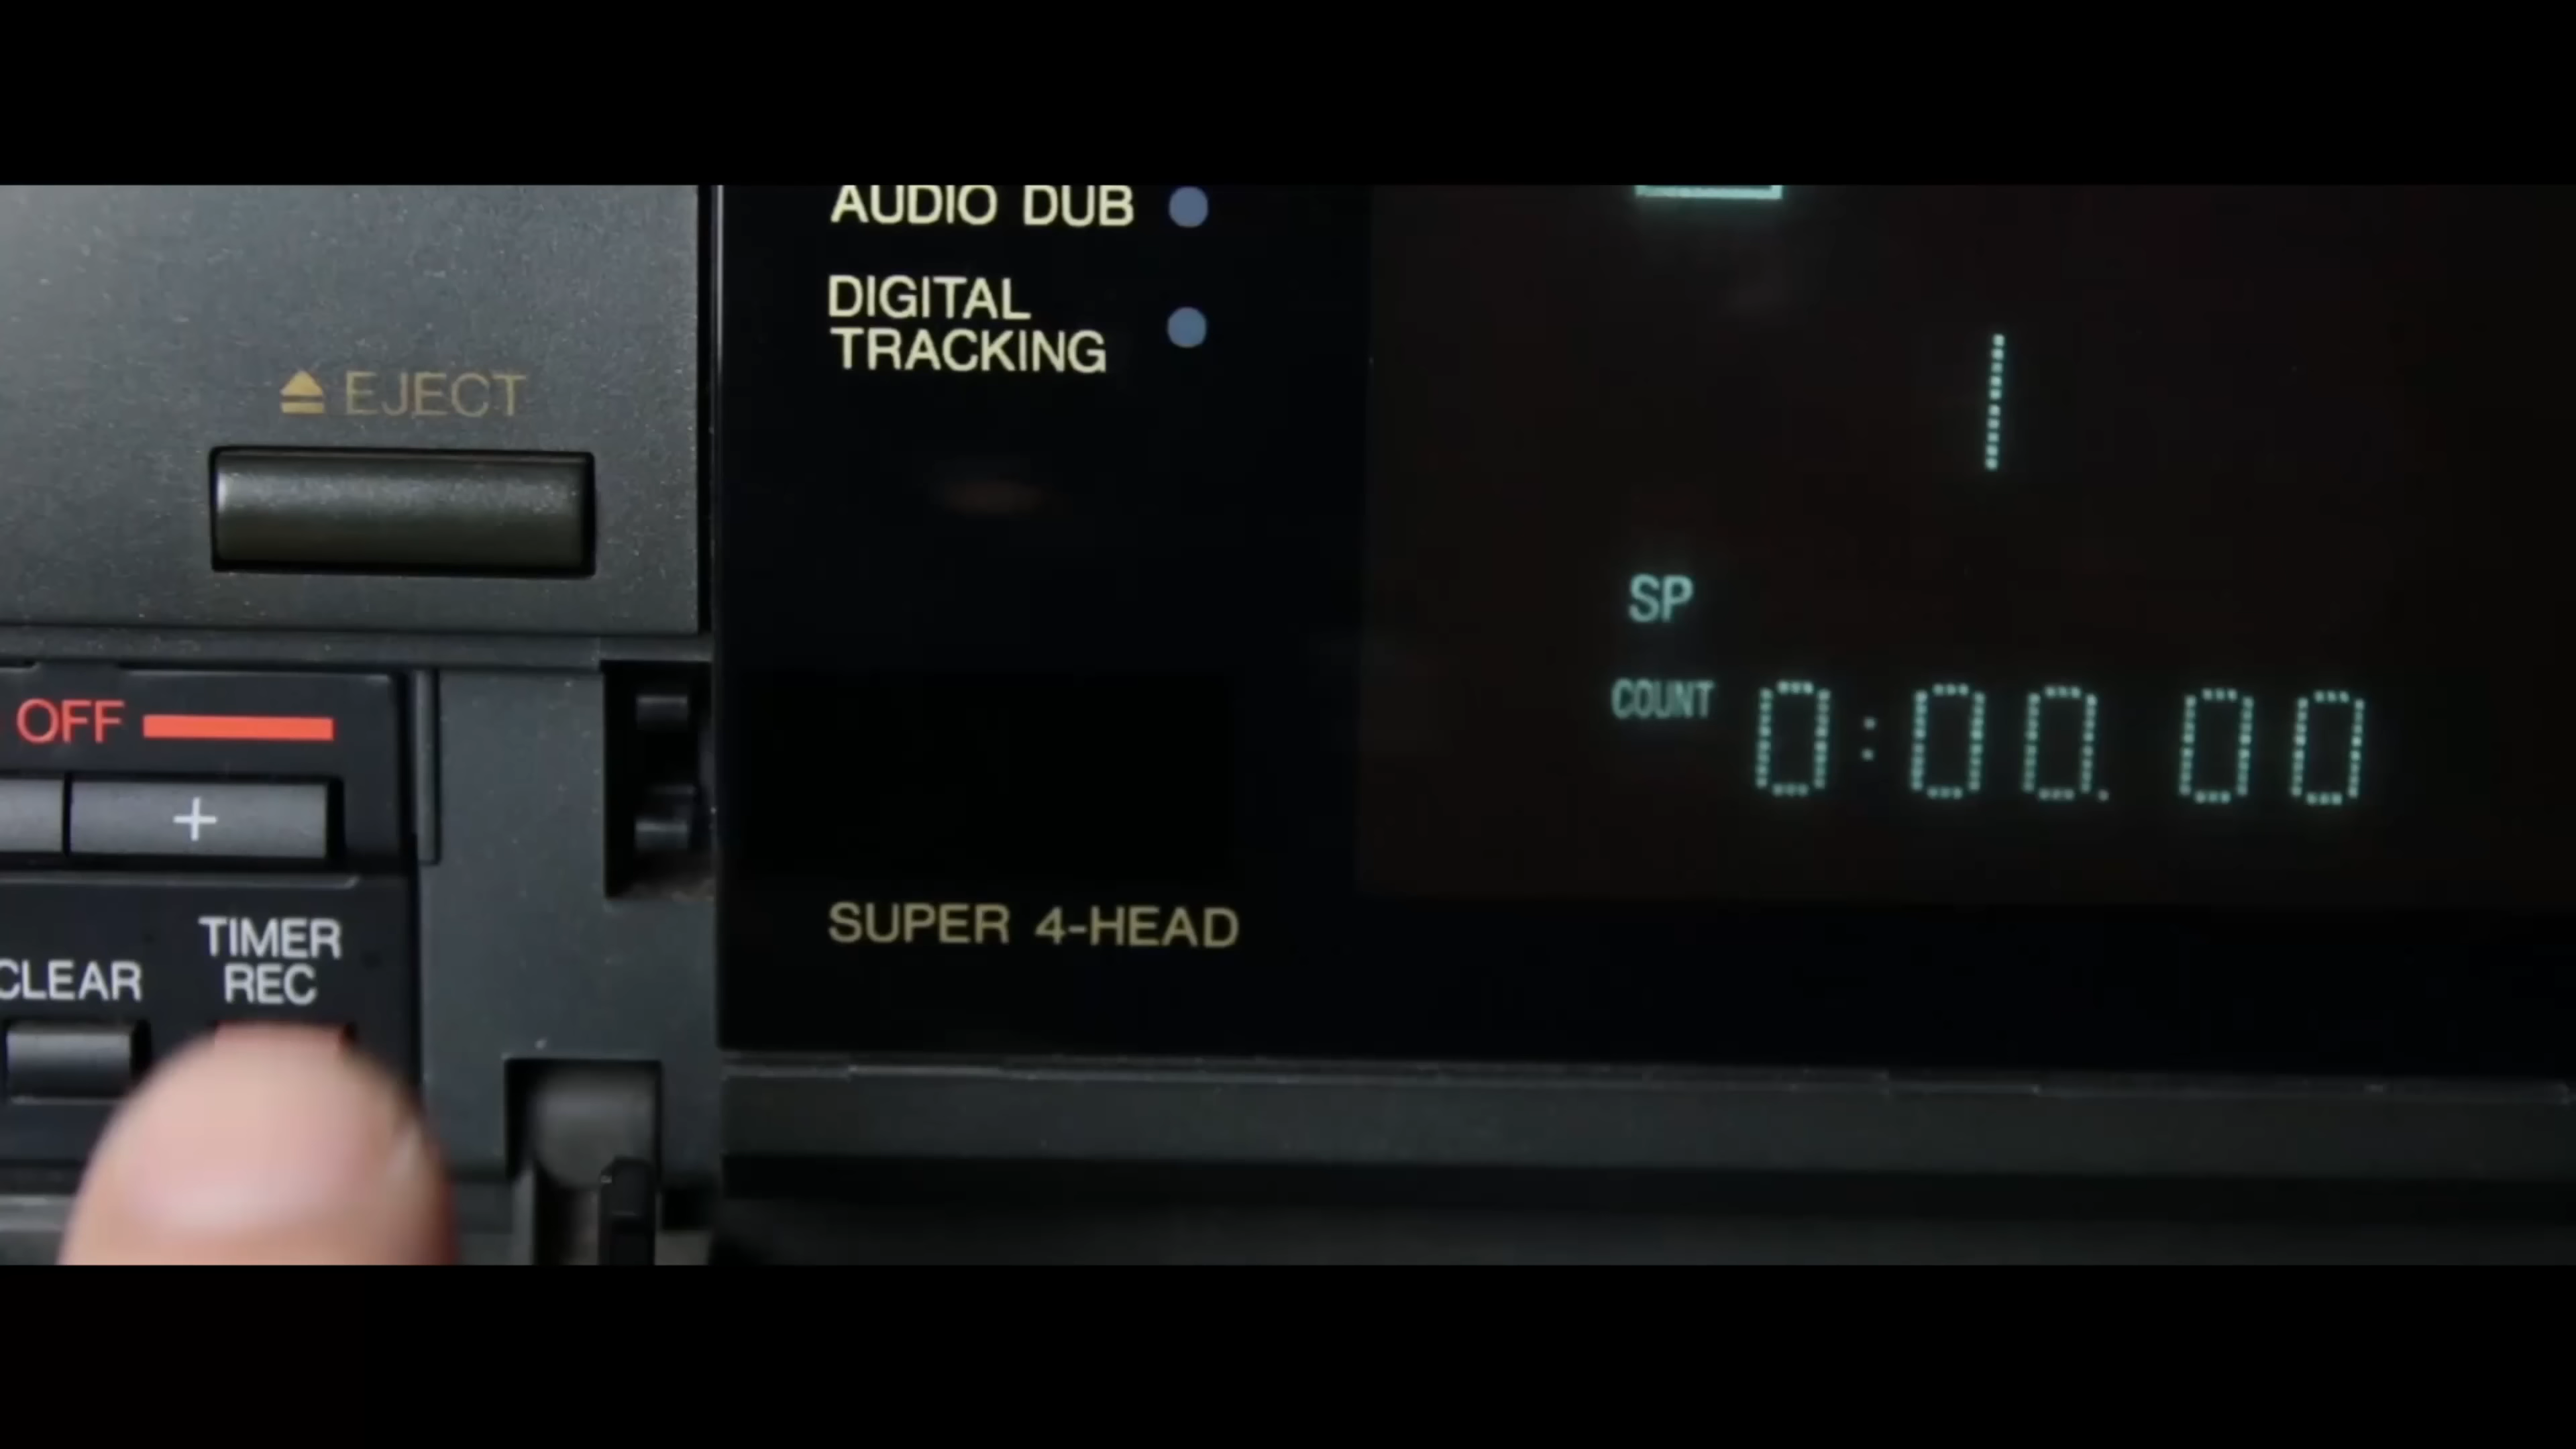 AUDIO DUB
DIGITAL
TRACKING
EJECT
SP
OFF
COUNT 0:00.00
+
SUPER 4-HEAD
TIMER
REC
CLEAR